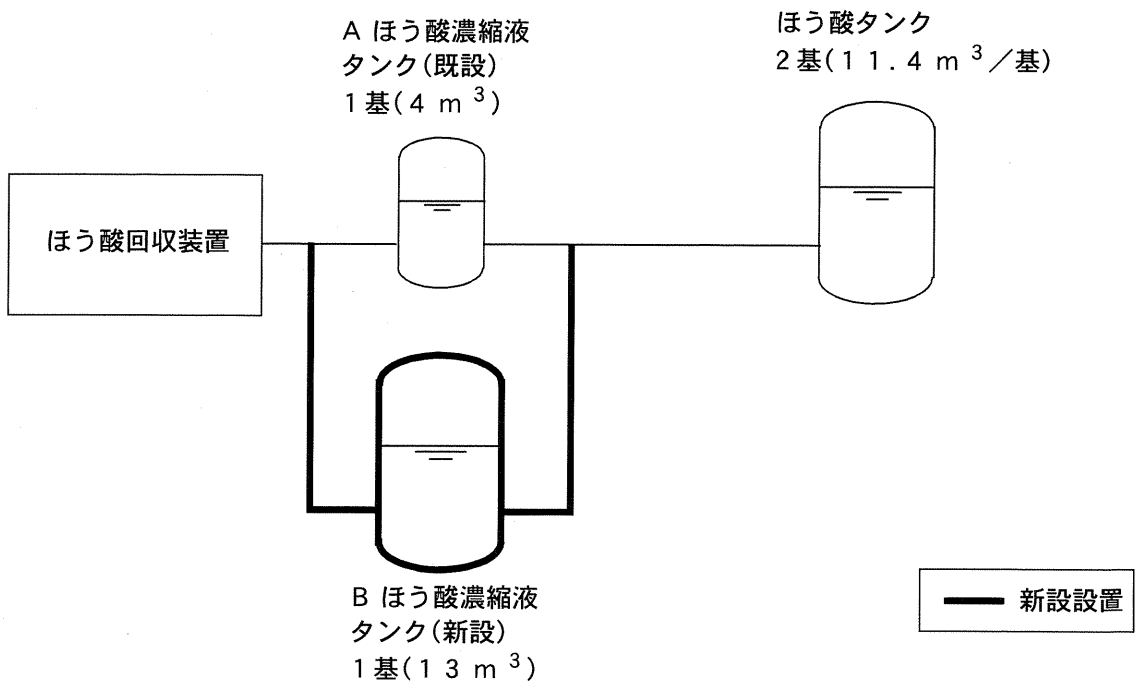 A ほう酸濃縮液
タンク(既設)
1基(4 m³)
ほう酸タンク
2基(11.4 m³/基)
ほう酸回収装置
B ほう酸濃縮液
タンク(新設)
1基(13 m³)
新設設置